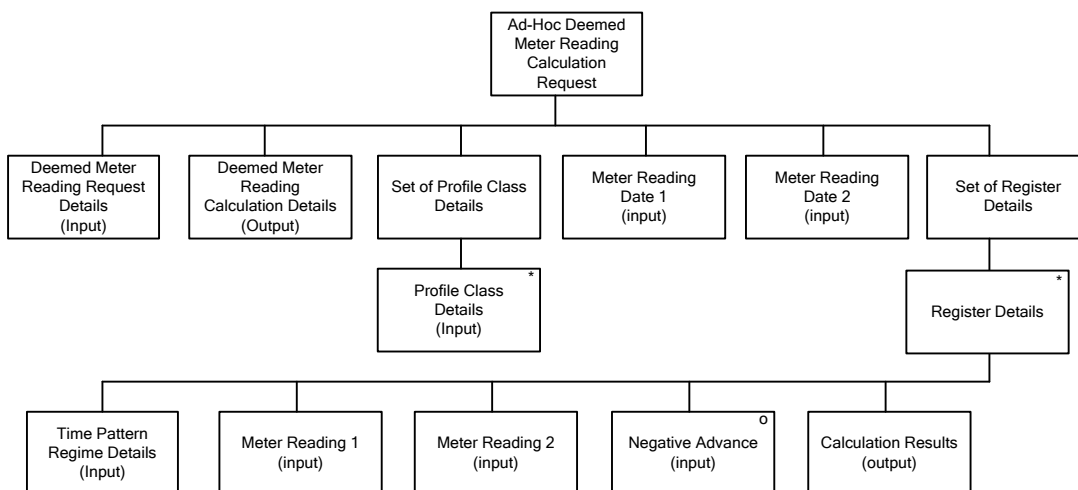 Ad-Hoc Deemed
Meter Reading
Calculation
Request
Deemed Meter
Reading Request
Details
(Input)
Deemed Meter
Reading
Calculation Details
(Output)
Set of Profile Class
Details
Meter Reading
Date 1
(input)
Meter Reading
Date 2
(input)
Set of Register
Details
*
Profile Class
Details
(Input)
*
Register Details
Time Pattern
Regime Details
(Input)
Meter Reading 1
(input)
Meter Reading 2
(input)
o
Negative Advance
(input)
Calculation Results
(output)